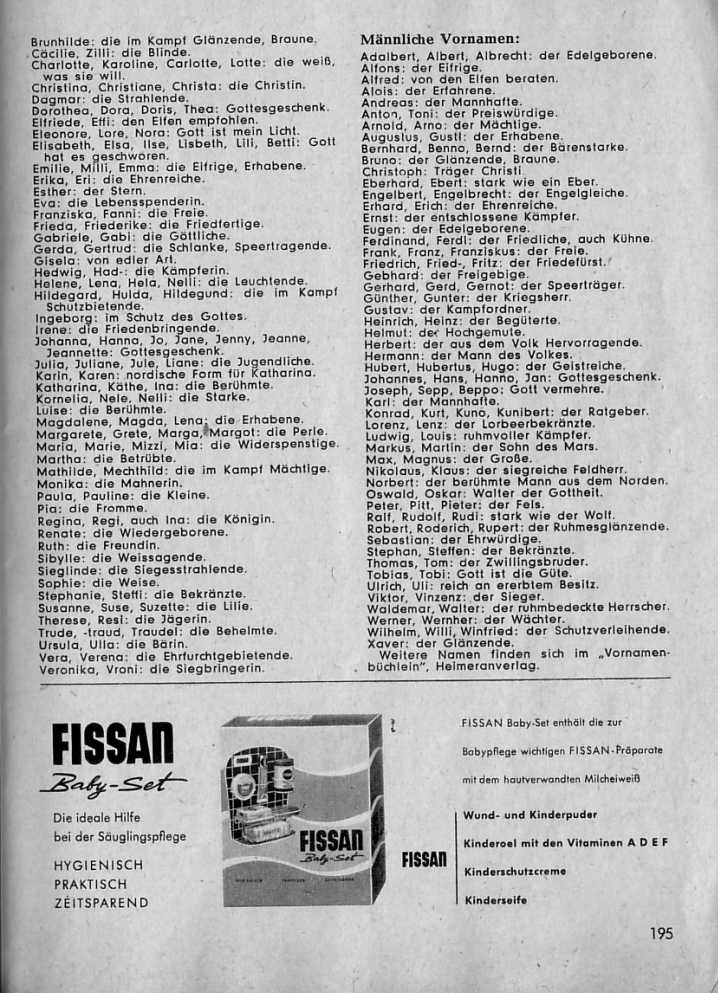 Brunhilde: die im Kampf Glänzende, Braune.
Cäcilie, Zilli: die Blinde.
Charlotte, Karoline, Carlotte, Lotte: die weiß,
was sie will.
Christina, Christiane, Christa: die Christin.
Dagmar: die Strahlende.
Dorothea, Dora, Doris, Thea: Gottesgeschenk.
Elfriede, Effi: den Elfen empfohlen.
Eleonore, Lore, Nora: Gott ist mein Licht.
Elisabeth, Elsa, Ilse, Lisbeth, Lili, Betti: Gott
hat es geschworen.
Emilie, Milli, Emma: die Eifrige, Erhabene.
Erika, Eri: die Ehrenreiche.
Esther: der Stern.
Eva: die Lebensspenderin.
Franziska, Fanni: die Freie.
Frieda, Friederike: die Friedfertige.
Gabriele, Gabi: die Göttliche.
Gerda, Gertrud: die Schlanke, Speertragende.
Gisela: von edler Art.
Hedwig, Had-: die Kämpferin.
Helene, Lena, Hela, Nelli: die Leuchtende.
Hildegard, Hulda, Hildegund: die im Kampf
Schutzbietende.
Ingeborg: im Schutz des Gottes.
Irene: die Friedenbringende.
Johanna, Hanna, Jo, Jane, Jenny, Jeanne,
Jeannette: Gottesgeschenk.
Julia, Juliane, Jule, Liane: die Jugendliche.
Karin, Karen: nordische Form für Katharina.
Katharina, Käthe, Ina: die Berühmte.
Kornelia, Nele, Nelli: die Starke.
Luise: die Berühmte.
Magdalene, Magda, Lena: die Erhabene.
Margarete, Grete, Marga, Margot: die Perle.
Maria, Marie, Mizzi, Mia: die Widerspenstige.
Martha: die Betrübte.
Mathilde, Mechthild: die im Kampf Mächtige.
Monika: die Mahnerin.
Paula, Pauline: die Kleine.
Pia: die Fromme.
Regina, Regi, auch Ina: die Königin.
Renate: die Wiedergeborene.
Ruth: die Freundin.
Sibylle: die Weissagende.
Sieglinde: die Siegesstrahlende.
Sophie: die Weise.
Stephanie, Steffi: die Bekränzte.
Susanne, Suse, Suzette: die Lilie.
Therese, Resi: die Jägerin.
Trude, -traud, Traudel: die Behelmte.
Ursula, Ulla: die Bärin.
Vera, Verena: die Ehrfurchtgebietende.
Veronika, Vroni: die Siegbringerin.
Männliche Vornamen:
Adalbert, Albert, Albrecht: der Edelgeborene.
Alfons: der Eifrige.
Alfred: von den Elfen beraten.
Alois: der Erfahrene.
Andreas: der Mannhafte.
Anton, Toni: der Preiswürdige.
Arnold, Arno: der Mächtige.
Augustus, Gustl: der Erhabene.
Bernhard, Benno, Bernd: der Bärenstarke.
Bruno: der Glänzende, Braune.
Christoph: Träger Christi
Eberhard, Ebert: stark wie ein Eber.
Engelbert, Engelbrecht: der Engelgleiche.
Erhard, Erich: der Ehrenreiche.
Ernst: der entschlossene Kämpfer.
Eugen: der Edelgeborene.
Ferdinand, Ferdi: der Friedliche, auch Kühne.
Frank, Franz, Franziskus: der Freie.
Friedrich, Fried-, Fritz: der Friedefürst.
Gebhard: der Freigebige.
Gerhard, Gerd, Gernot: der Speerträger.
Günther, Gunter: der Kriegsherr.
Gustav: der Kampfordner.
Heinrich, Heinz: der Begüterte.
Helmut: der Hochgemute.
Herbert: der aus dem Volk Hervorragende.
Hermann: der Mann des Volkes.
Hubert, Hubertus, Hugo: der Geistreiche.
Johannes, Hans, Hanno, Jan: Gottesgeschenk.
Joseph, Sepp, Beppo: Gott vermehre.
Karl: der Mannhafte.
Konrad, Kurt, Kuno, Kunibert: der Ratgeber.
Lorenz, Lenz: der Lorbeerbekränzte.
Ludwig, Louis: ruhmvoller Kämpfer.
Markus, Martin: der Sohn des Mars.
Max, Magnus: der Große.
Nikolaus, Klaus: der siegreiche Feldherr.
Norbert: der berühmte Mann aus dem Norden.
Oswald, Oskar: Walter der Gottheit.
Peter, Pitt, Pieter: der Fels.
Ralf, Rudolf, Rudi: stark wie der Wolf.
Robert, Roderich, Rupert: der Ruhmesglänzende.
Sebastian: der Ehrwürdige.
Stephan, Steffen: der Bekränzte.
Thomas, Tom: der Zwillingsbruder.
Tobias, Tobi: Gott ist die Güte.
Ulrich, Uli: reich an ererbtem Besitz.
Viktor, Vinzenz: der Sieger.
Waldemar, Walter: der ruhmbedeckte Herrscher.
Werner, Wernher: der Wächter.
Wilhelm, Willi, Winfried: der Schutzverleihende.
Xaver: der Glänzende.
Weitere Namen finden sich im „Vornamen-
büchlein", Heimeranverlag.
FISSAN
Baby-Set
Die ideale Hilfe
bei der Säuglingspflege
HYGIENISCH
PRAKTISCH
ZEITSPAREND
FISSAN
Baby-Set
FISSAN Baby-Set enthält die zur
Babypflege wichtigen FISSAN-Präparate
mit dem hautverwandten Milcheiweiß
FISSAN
Wund- und Kinderpuder
Kinderoel mit den Vitaminen A D E F
Kinderschutzcreme
Kinderseife
195